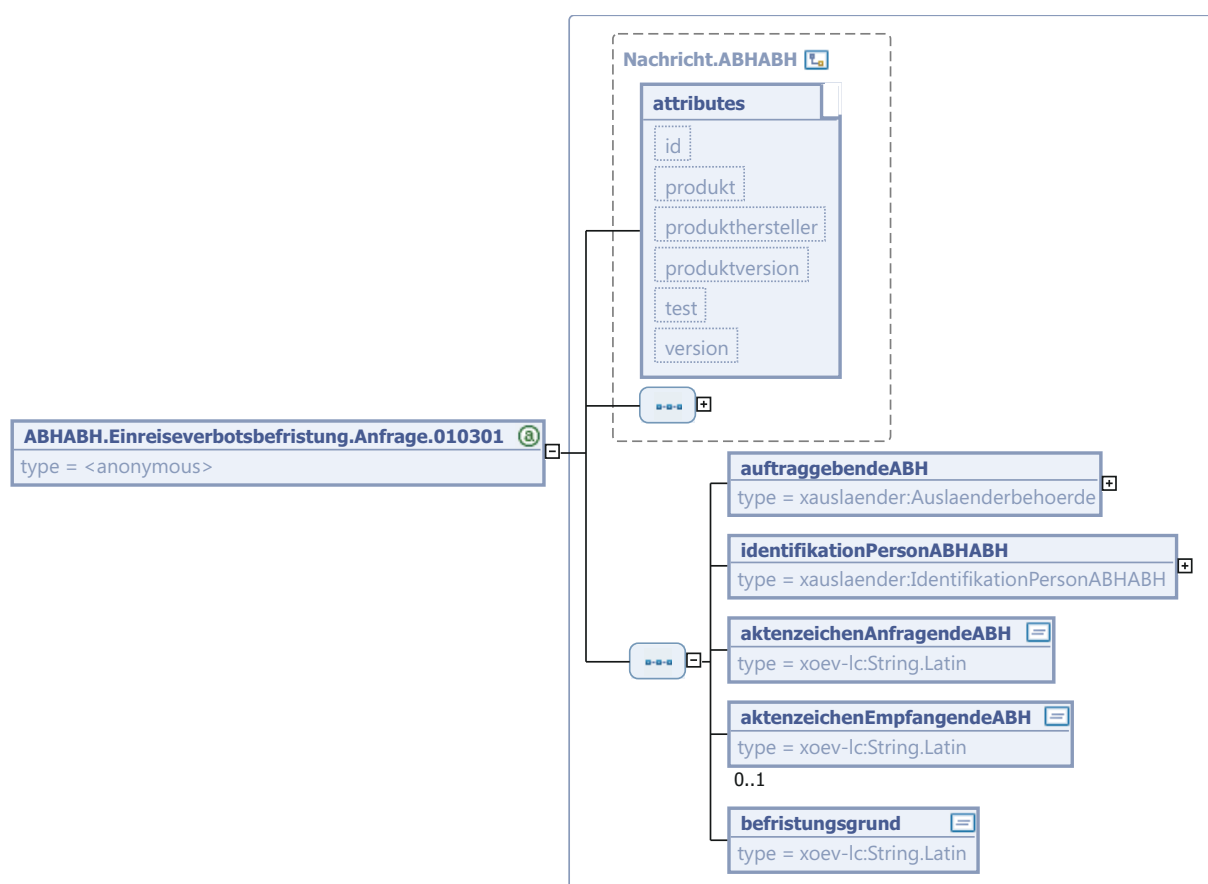 Nachricht.ABHABH
attributes
id
produkt
produkthersteller
produktversion
test
version
ABHABH.Einreiseverbotsbefristung.Anfrage.010301
type = <anonymous>
auftraggebendeABH
type = xauslaender:Auslaenderbehoerde
identifikationPersonABHABH
type = xauslaender:IdentifikationPersonABHABH
aktenzeichenAnfragendeABH
type = xoev-lc:String.Latin
aktenzeichenEmpfangendeABH
type = xoev-lc:String.Latin
0..1
befristungsgrund
type = xoev-lc:String.Latin